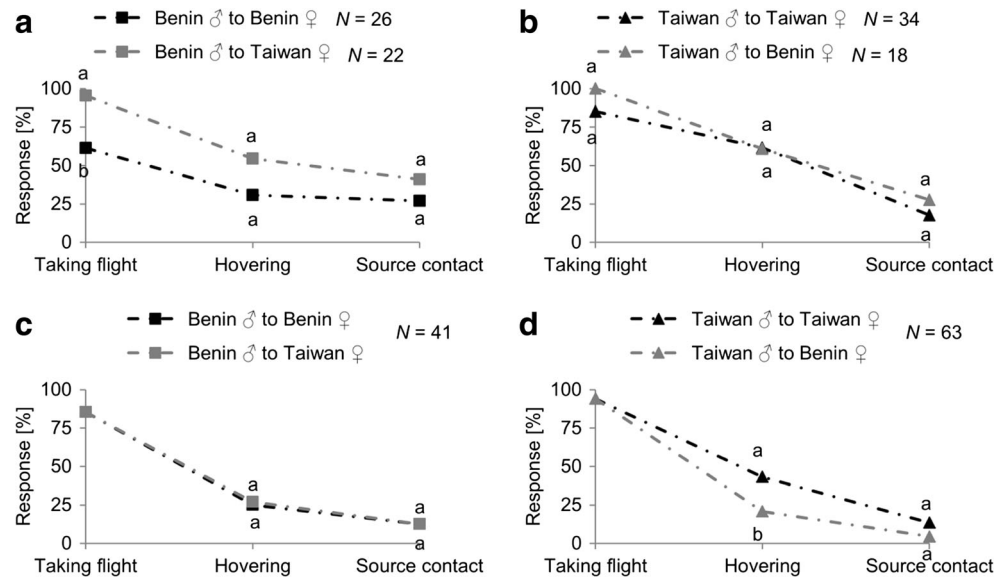 a
Benin ♂ to Benin ♀ N = 26
Benin ♂ to Taiwan ♀ N = 22
Response [%]
100
75
50
25
0
a
b
a
a
a
a
Taking flight Hovering Source contact
b
Taiwan ♂ to Taiwan ♀ N = 34
Taiwan ♂ to Benin ♀ N = 18
Response [%]
100
75
50
25
0
a
a
a
a
a
a
Taking flight Hovering Source contact
c
Benin ♂ to Benin ♀
Benin ♂ to Taiwan ♀
N = 41
Response [%]
100
75
50
25
0
a
a
a
a
Taking flight Hovering Source contact
d
Taiwan ♂ to Taiwan ♀
Taiwan ♂ to Benin ♀
N = 63
Response [%]
100
75
50
25
0
a
b
a
a
Taking flight Hovering Source contact